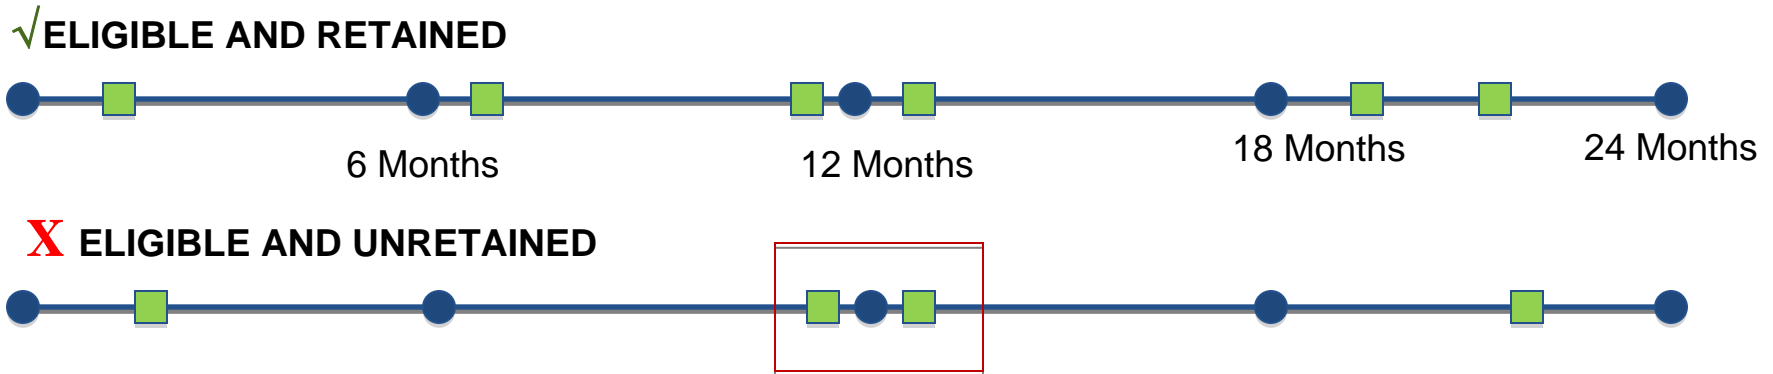 √ELIGIBLE AND RETAINED
6 Months
12 Months
18 Months
24 Months
X ELIGIBLE AND UNRETAINED